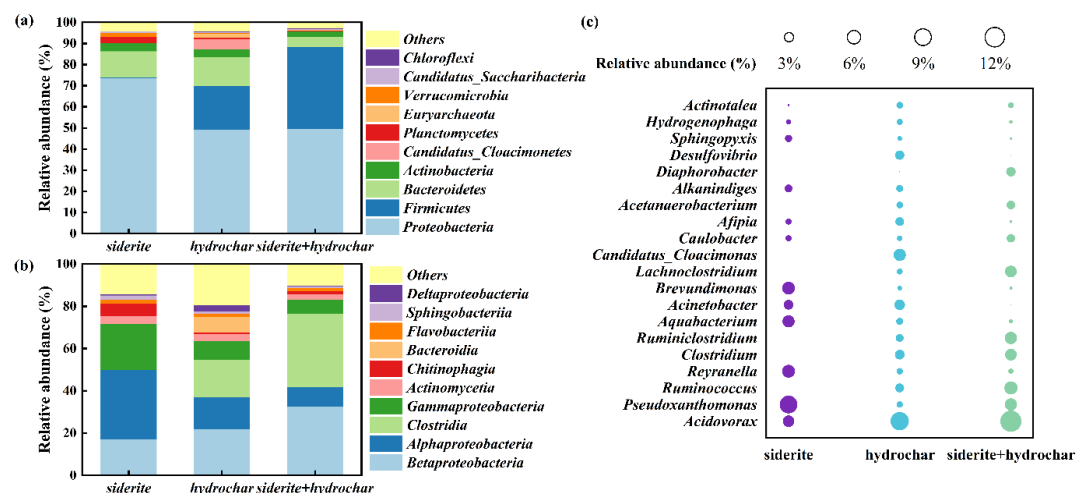 (a)
100
90
80
70
60
50
40
30
20
10
0
Relative abundance (%)
siderite hydrochar siderite+hydrochar
Others
Chloroflexi
Candidatus_Saccharibacteria
Verrucomicrobia
Euryarchaeota
Planctomycetes
Candidatus_Cloacimonetes
Actinobacteria
Bacteroidetes
Firmicutes
Proteobacteria
(b)
100
80
60
40
20
0
Relative abundance (%)
siderite hydrochar siderite+hydrochar
Others
Deltaproteobacteria
Sphingobacteriia
Flavobacteriia
Bacteroidia
Chitinophagia
Actinomycetia
Gammaproteobacteria
Clostridia
Alphaproteobacteria
Betaproteobacteria
(c)
Relative abundance (%) 3% 6% 9% 12%
Actinotalea
Hydrogenophaga
Sphingopyxis
Desulfovibrio
Diaphorobacter
Alkanindiges
Acetanaerobacterium
Afipia
Caulobacter
Candidatus_Cloacimonas
Lachnoclostridium
Brevundimonas
Acinetobacter
Aquabacterium
Ruminiclostridium
Clostridium
Reyranella
Ruminococcus
Pseudoxanthomonas
Acidovorax
siderite hydrochar siderite+hydrochar